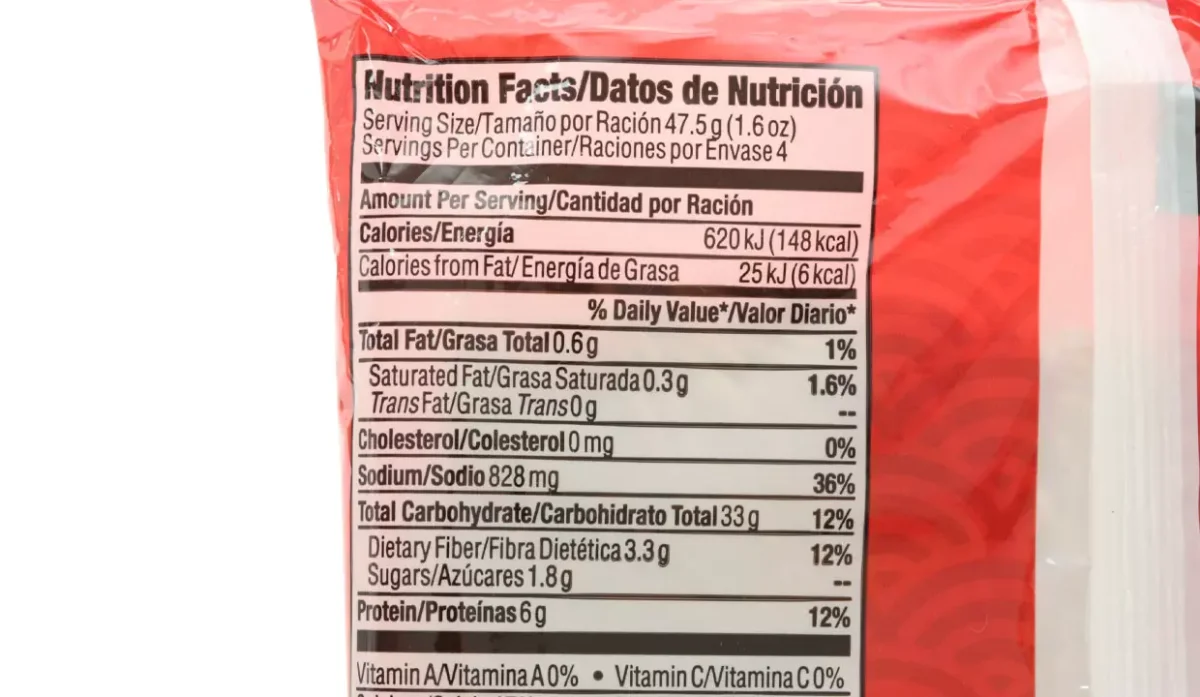 Nutrition Facts/Datos de Nutrición
Serving Size/Tamaño por Ración 47.5 g (1.6 oz)
Servings Per Container/Raciones por Envase 4
Amount Per Serving/Cantidad por Ración
Calories/Energía 620 kJ (148 kcal)
Calories from Fat/Energía de Grasa 25 kJ (6 kcal)
% Daily Value*/Valor Diario*
Total Fat/Grasa Total 0.6 g 1%
Saturated Fat/Grasa Saturada 0.3 g 1.6%
Trans Fat/Grasa Trans 0 g --
Cholesterol/Colesterol 0 mg 0%
Sodium/Sodio 828 mg 36%
Total Carbohydrate/Carbohidrato Total 33 g 12%
Dietary Fiber/Fibra Dietética 3.3 g 12%
Sugars/Azúcares 1.8 g --
Protein/Proteínas 6 g 12%
Vitamin A/Vitamina A 0% • Vitamin C/Vitamina C 0%